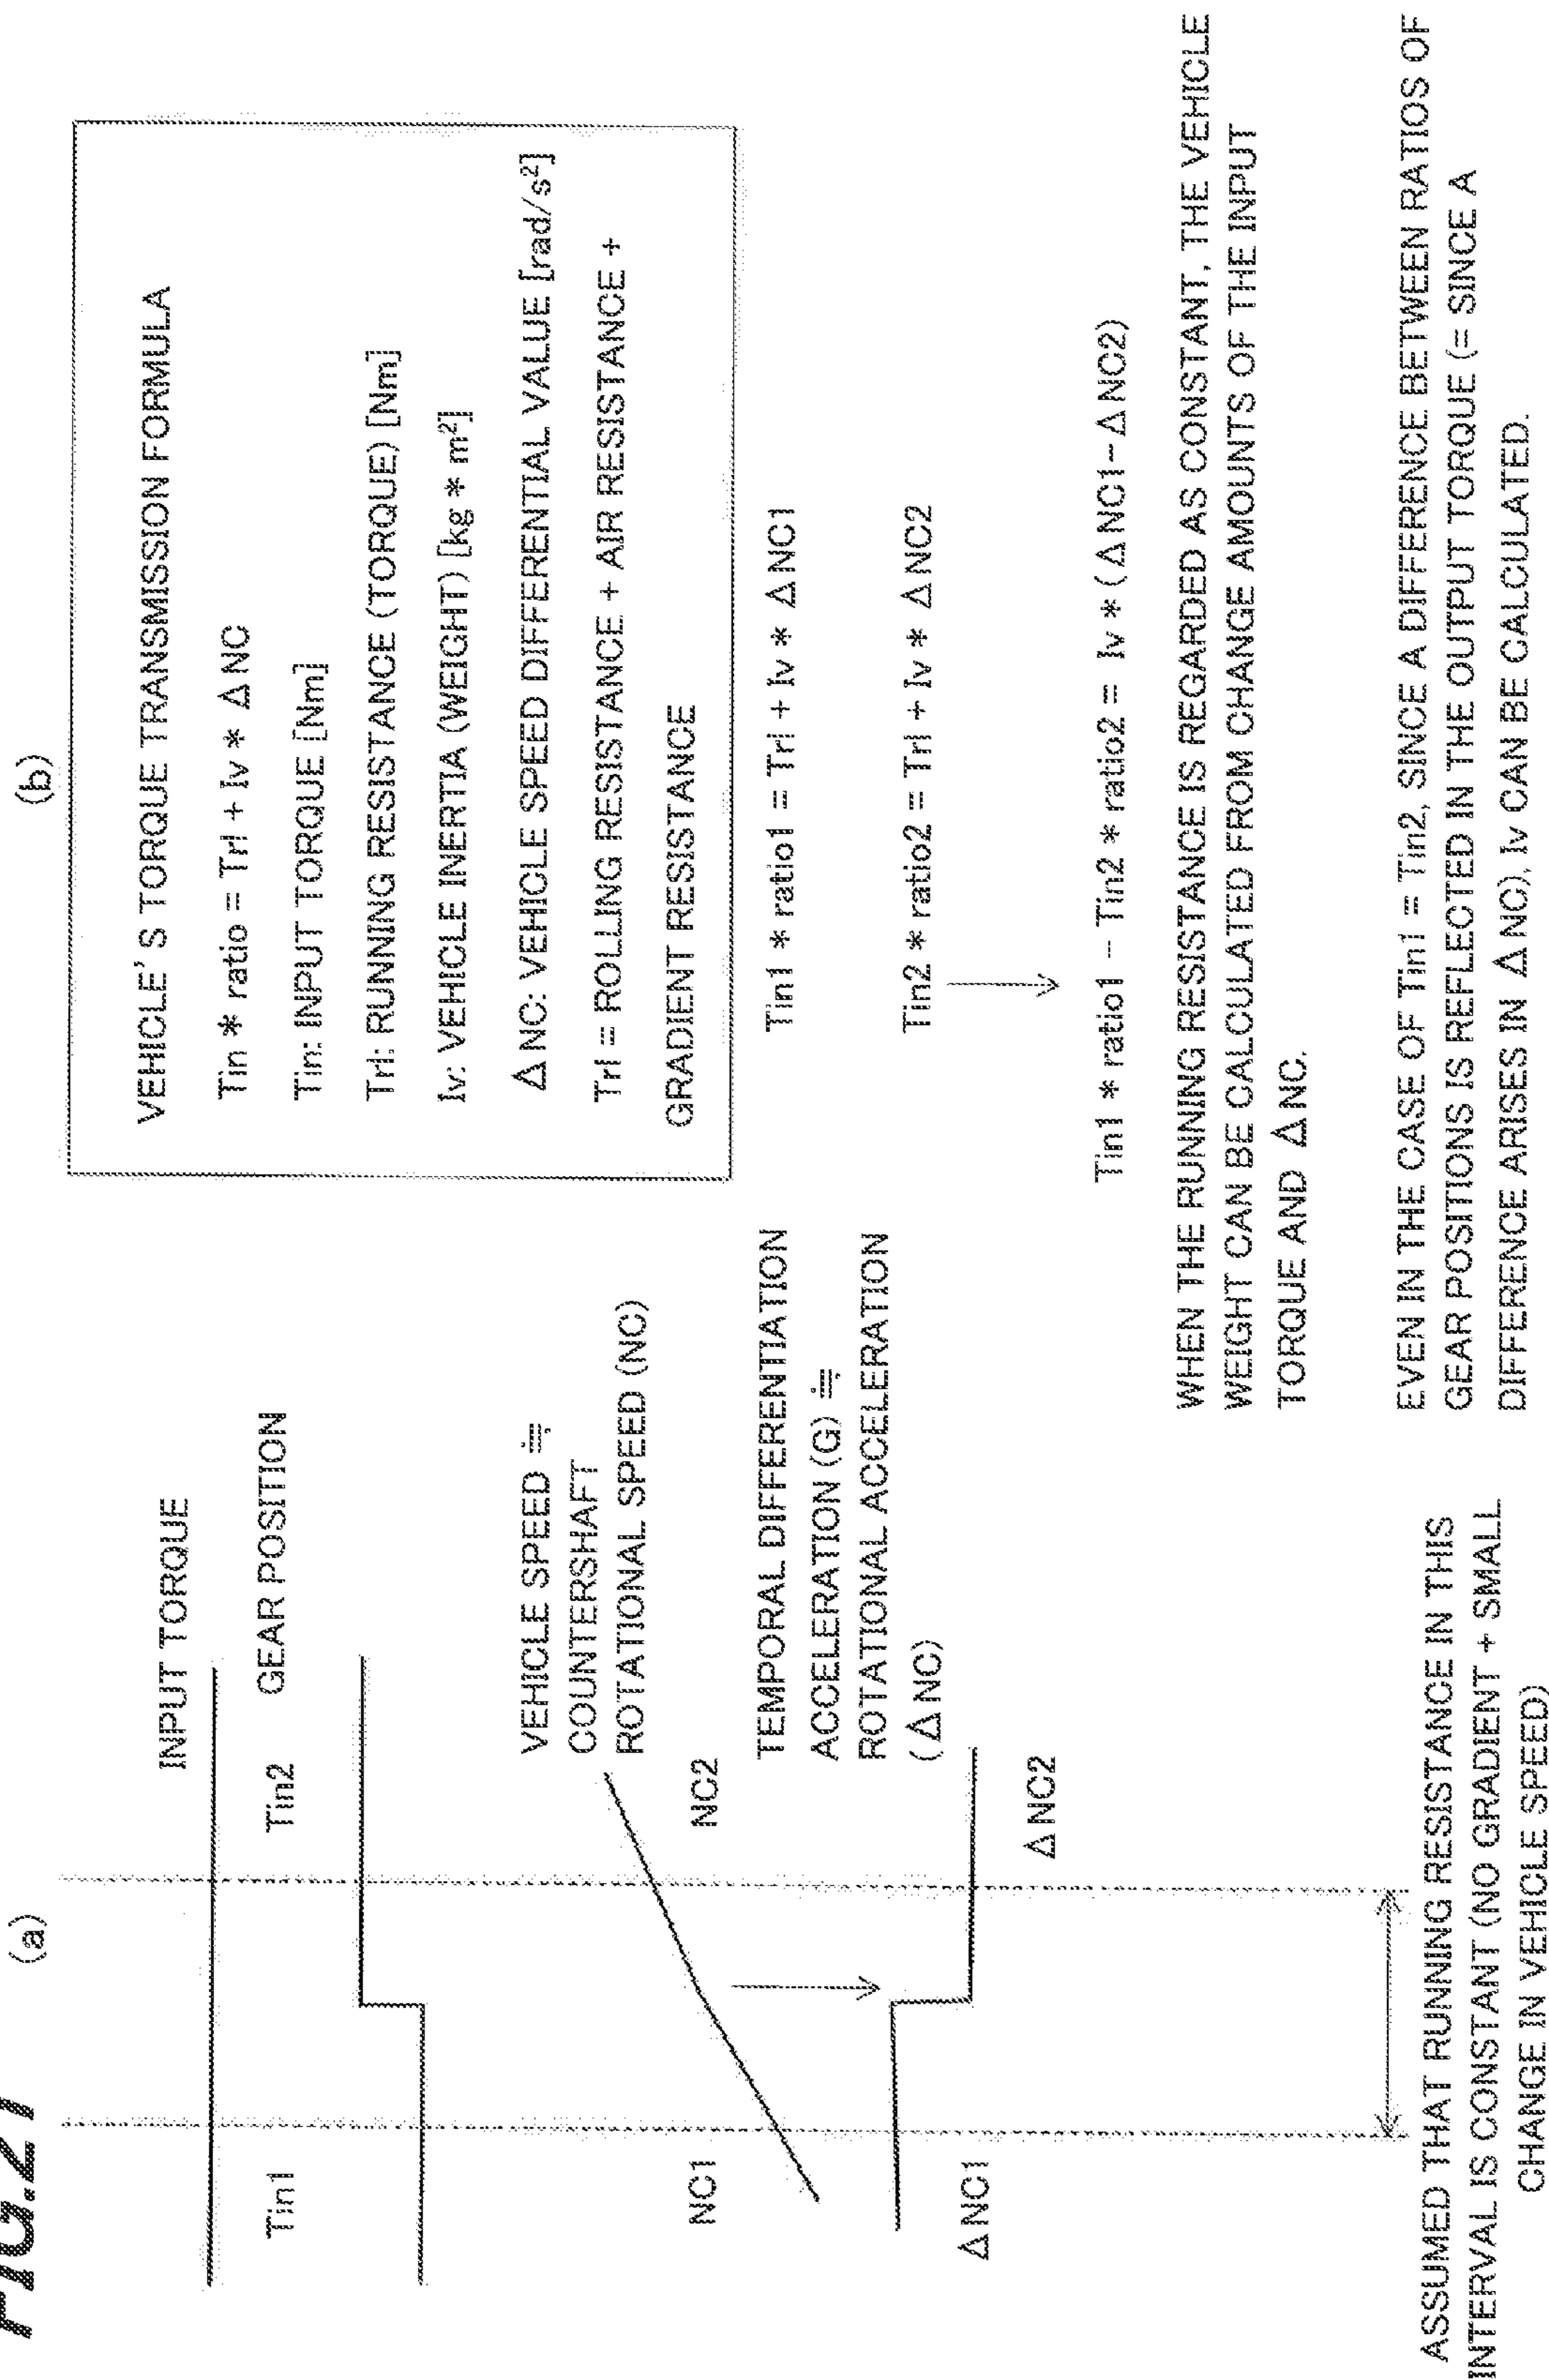 FIG.21
(a)
INPUT TORQUE
Tin1
Tin2
GEAR POSITION
VEHICLE SPEED ≒
COUNTERSHAFT
ROTATIONAL SPEED (NC)
NC1
NC2
TEMPORAL DIFFERENTIATION
ACCELERATION (G) ≒
ROTATIONAL ACCELERATION
(ΔNC)
ΔNC1
ΔNC2
ASSUMED THAT RUNNING RESISTANCE IN THIS
INTERVAL IS CONSTANT (NO GRADIENT + SMALL
CHANGE IN VEHICLE SPEED)
(b)
VEHICLE'S TORQUE TRANSMISSION FORMULA
Tin * ratio = Trl + Iv * ΔNC
Tin: INPUT TORQUE [Nm]
Trl: RUNNING RESISTANCE (TORQUE) [Nm]
Iv: VEHICLE INERTIA (WEIGHT) [kg * m²]
ΔNC: VEHICLE SPEED DIFFERENTIAL VALUE [rad/s²]
Trl = ROLLING RESISTANCE + AIR RESISTANCE +
GRADIENT RESISTANCE
Tin1 * ratio1 = Trl + Iv * ΔNC1
Tin2 * ratio2 = Trl + Iv * ΔNC2
Tin1 * ratio1 - Tin2 * ratio2 = Iv * (ΔNC1-ΔNC2)
WHEN THE RUNNING RESISTANCE IS REGARDED AS CONSTANT, THE VEHICLE
WEIGHT CAN BE CALCULATED FROM CHANGE AMOUNTS OF THE INPUT
TORQUE AND ΔNC.
EVEN IN THE CASE OF Tin1 = Tin2, SINCE A DIFFERENCE BETWEEN RATIOS OF
GEAR POSITIONS IS REFLECTED IN THE OUTPUT TORQUE (= SINCE A
DIFFERENCE ARISES IN ΔNC), Iv CAN BE CALCULATED.